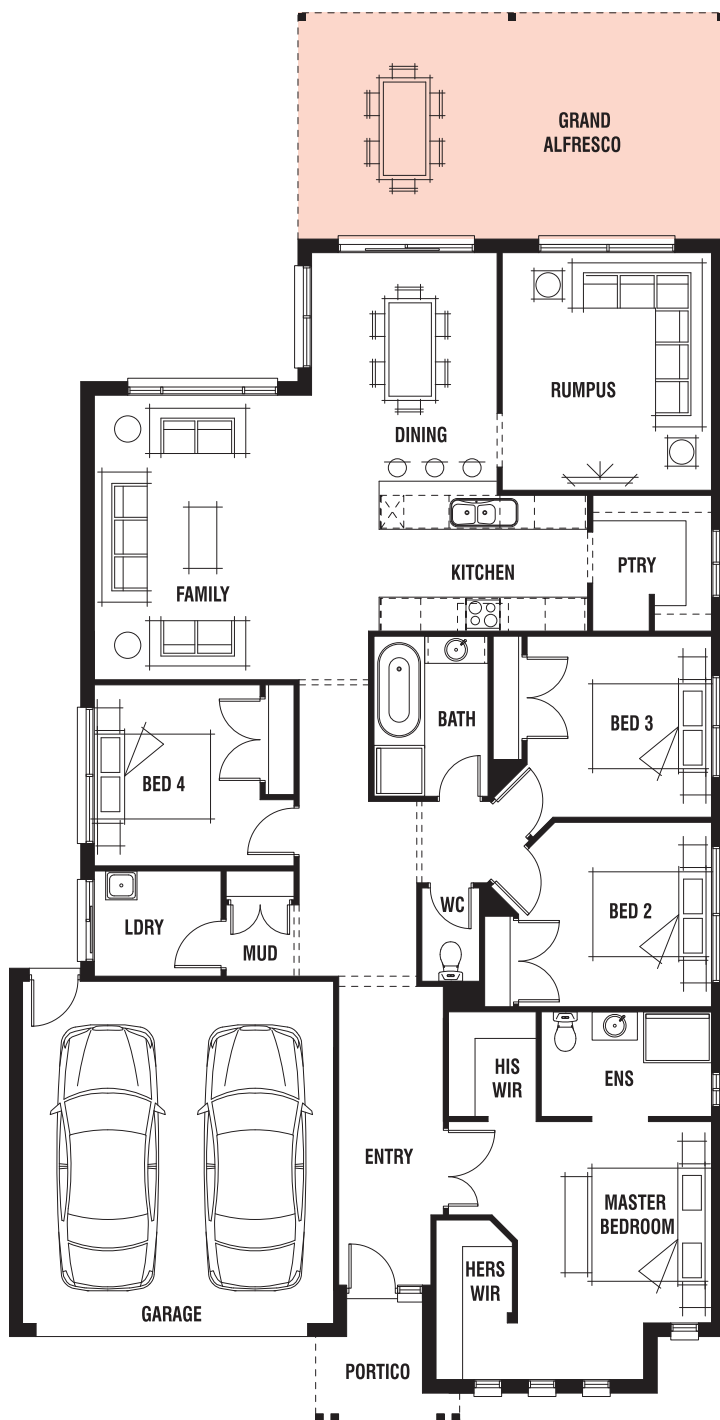 GRAND
ALFRESCO
RUMPUS
DINING
KITCHEN
PTRY
FAMILY
BATH
BED 3
BED 4
WC
BED 2
LDRY
MUD
HIS
WIR
ENS
ENTRY
MASTER
BEDROOM
HERS
WIR
GARAGE
PORTICO